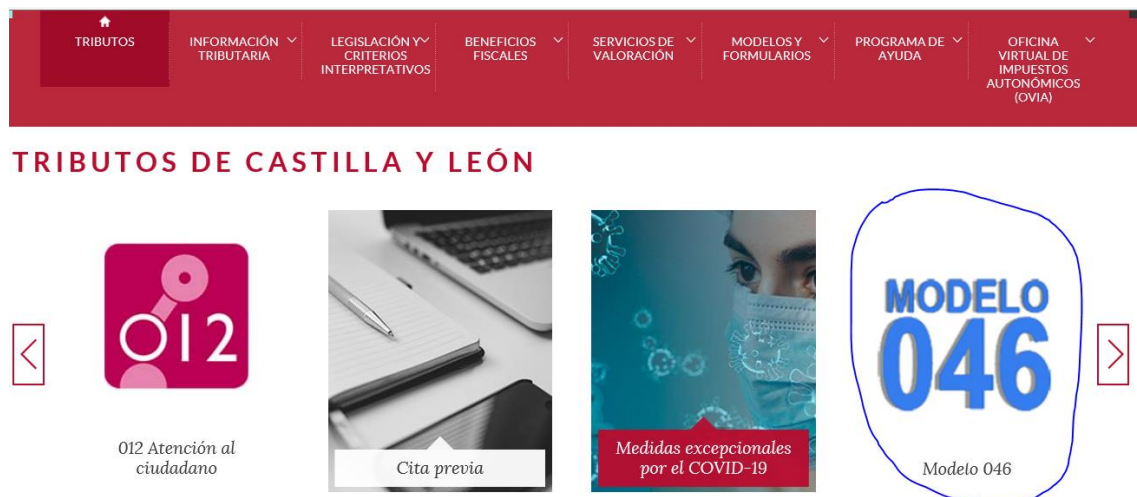 TRIBUTOS
INFORMACIÓN
TRIBUTARIA
LEGISLACIÓN Y
CRITERIOS
INTERPRETATIVOS
BENEFICIOS
FISCALES
SERVICIOS DE
VALORACIÓN
MODELOS Y
FORMULARIOS
PROGRAMA DE
AYUDA
OFICINA
VIRTUAL DE
IMPUESTOS
AUTONÓMICOS
(OVIA)
TRIBUTOS DE CASTILLA Y LEÓN
012
012 Atención al
ciudadano
Cita previa
Medidas excepcionales
por el COVID-19
MODELO
046
Modelo 046